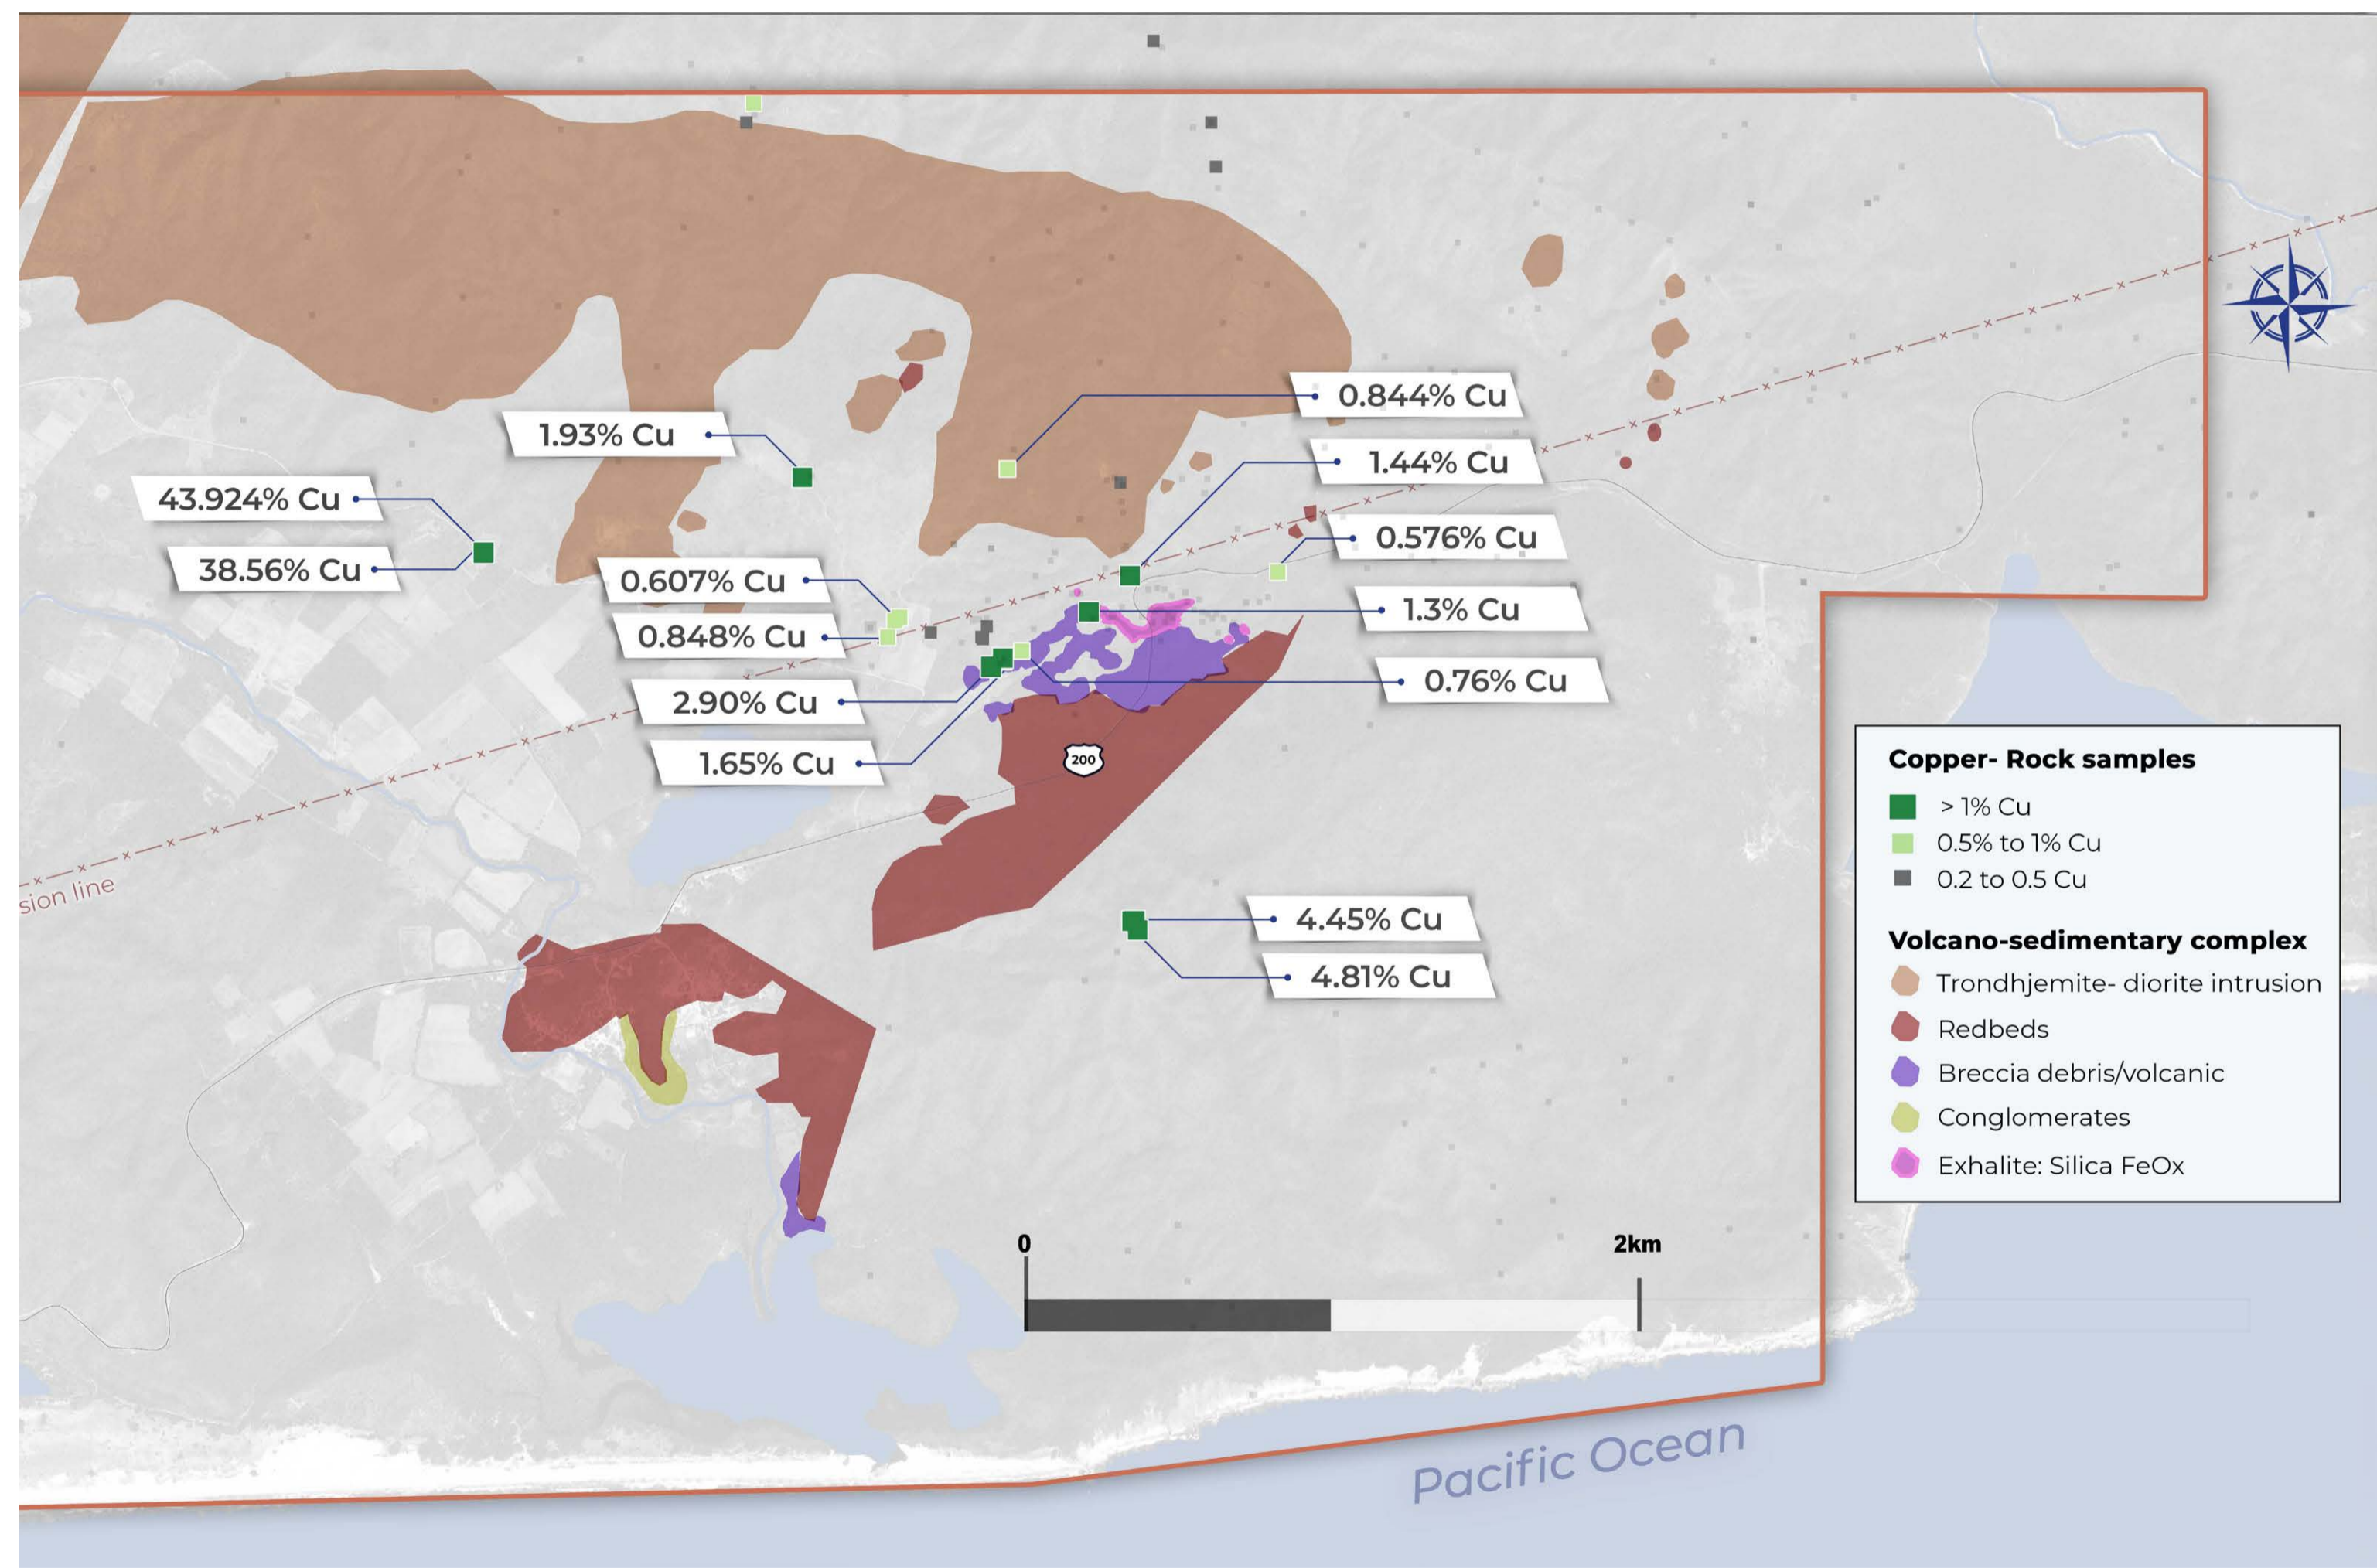 0.844% Cu
1.93% Cu
1.44% Cu
43.924% Cu
0.576% Cu
38.56% Cu
0.607% Cu
1.3% Cu
0.848% Cu
0.76% Cu
2.90% Cu
1.65% Cu
200
sion line
4.45% Cu
4.81% Cu
Copper- Rock samples
> 1% Cu
0.5% to 1% Cu
0.2 to 0.5 Cu
Volcano-sedimentary complex
Trondhjemite- diorite intrusion
Redbeds
Breccia debris/volcanic
Conglomerates
Exhalite: Silica FeOx
0
2km
Pacific Ocean